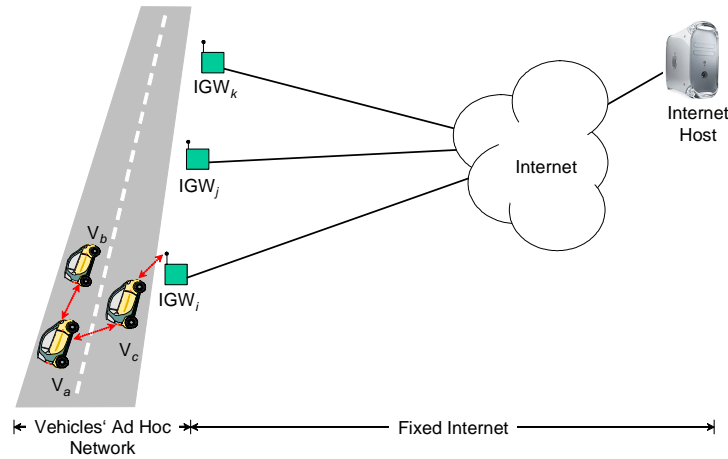 IGWk
Internet
Host
IGWj
Internet
Vb
IGWi
Vc
Va
Vehicles‘ Ad Hoc
Network
Fixed Internet